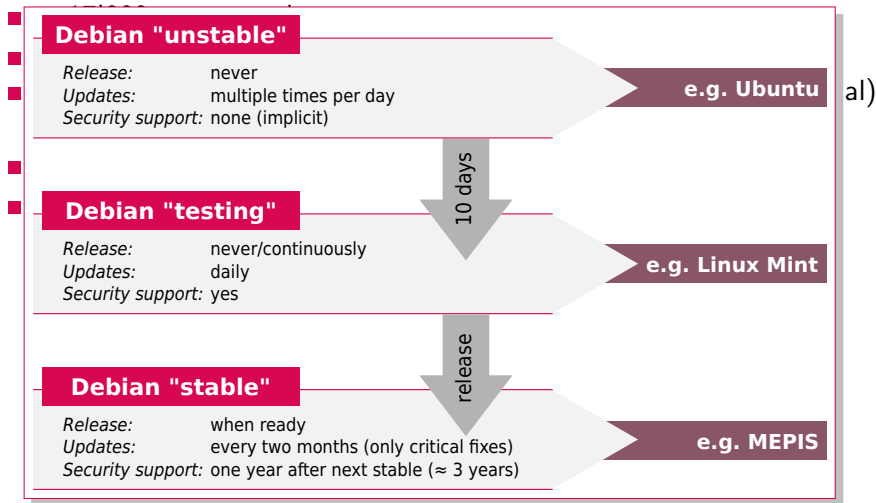 Debian "unstable"
Release: never
Updates: multiple times per day
Security support: none (implicit)
e.g. Ubuntu
al)
10 days
Debian "testing"
Release: never/continuously
Updates: daily
Security support: yes
e.g. Linux Mint
release
Debian "stable"
Release: when ready
Updates: every two months (only critical fixes)
Security support: one year after next stable (≈ 3 years)
e.g. MEPIS